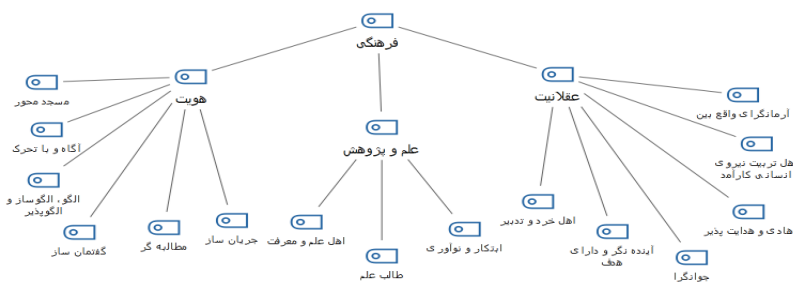 فرهنگی
عقلانیت
هویت
آرمانگرای واقع بین
مسجد محور
علم و پژوهش
آگاه و با تحرک
هل تربیت نیروی
انسانی کارآمد
الگو، الگوساز و
الگوپذیر
هادی و هدایت پذیر
اهل خرد و تدبیر
جریان ساز
اهل علم و معرفت
مطالبه گر
ابتکار و نوآوری
گفتمان ساز
آینده نگر و دارای
هدف
طالب علم
جوانگرا